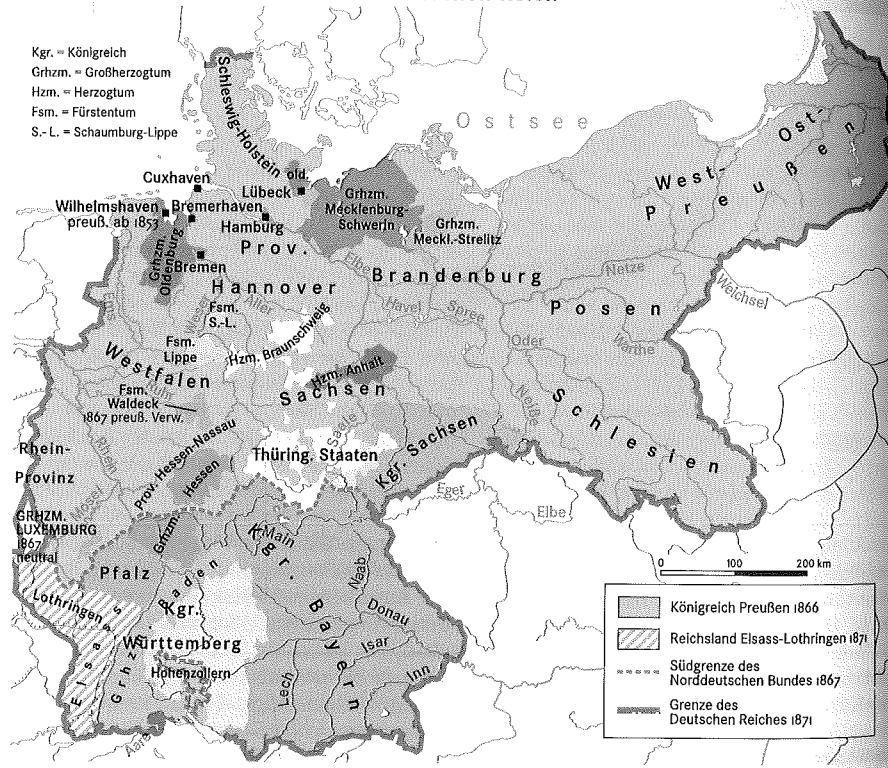 Kgr. = Königreich
Grhzm. = Großherzogtum
Hzm. = Herzogtum
Fsm. = Fürstentum
S.-L. = Schaumburg-Lippe
Ostsee
Schleswig-Holstein
old.
Cuxhaven
Lübeck
Wilhelmshaven
preuß. ab 1853
Bremerhaven
Hamburg
Grhzm.
Mecklenburg-
Schwerin
Grhzm.
Meckl.-Strelitz
West-
Ost-
Preußen
Grhzm.
Oldenburg
Bremen
Prov.
Hannover
Elbe
Brandenburg
Netze
Weichsel
Ems
Weser
Aller
Fsm.
S.-L.
Havel
Spree
Posen
Warthe
Oder
Fsm.
Lippe
Hzm. Braunschweig
Westfalen
Ruhr
Hzm. Anhalt
Sachsen
Fsm.
Waldeck
1867 preuß. Verw.
Neiße
Schlesien
Saale
Rhein-
Provinz
Rhein
Prov. Hessen-Nassau
Hessen
Thüring. Staaten
Kgr. Sachsen
Mosel
Eger
Elbe
GRHZM.
LUXEMBURG
1867
neutral
Grhzm.
Main
Kgr.
Bayern
Naab
Pfalz
Lothringen
Elsass
Grhzm.
Baden
Kgr.
Württemberg
Hohenzollern
Donau
Isar
Inn
Lech
Aare
0 100 200 km
Königreich Preußen 1866
Reichsland Elsass-Lothringen 1871
Südgrenze des
Norddeutschen Bundes 1867
Grenze des
Deutschen Reiches 1871